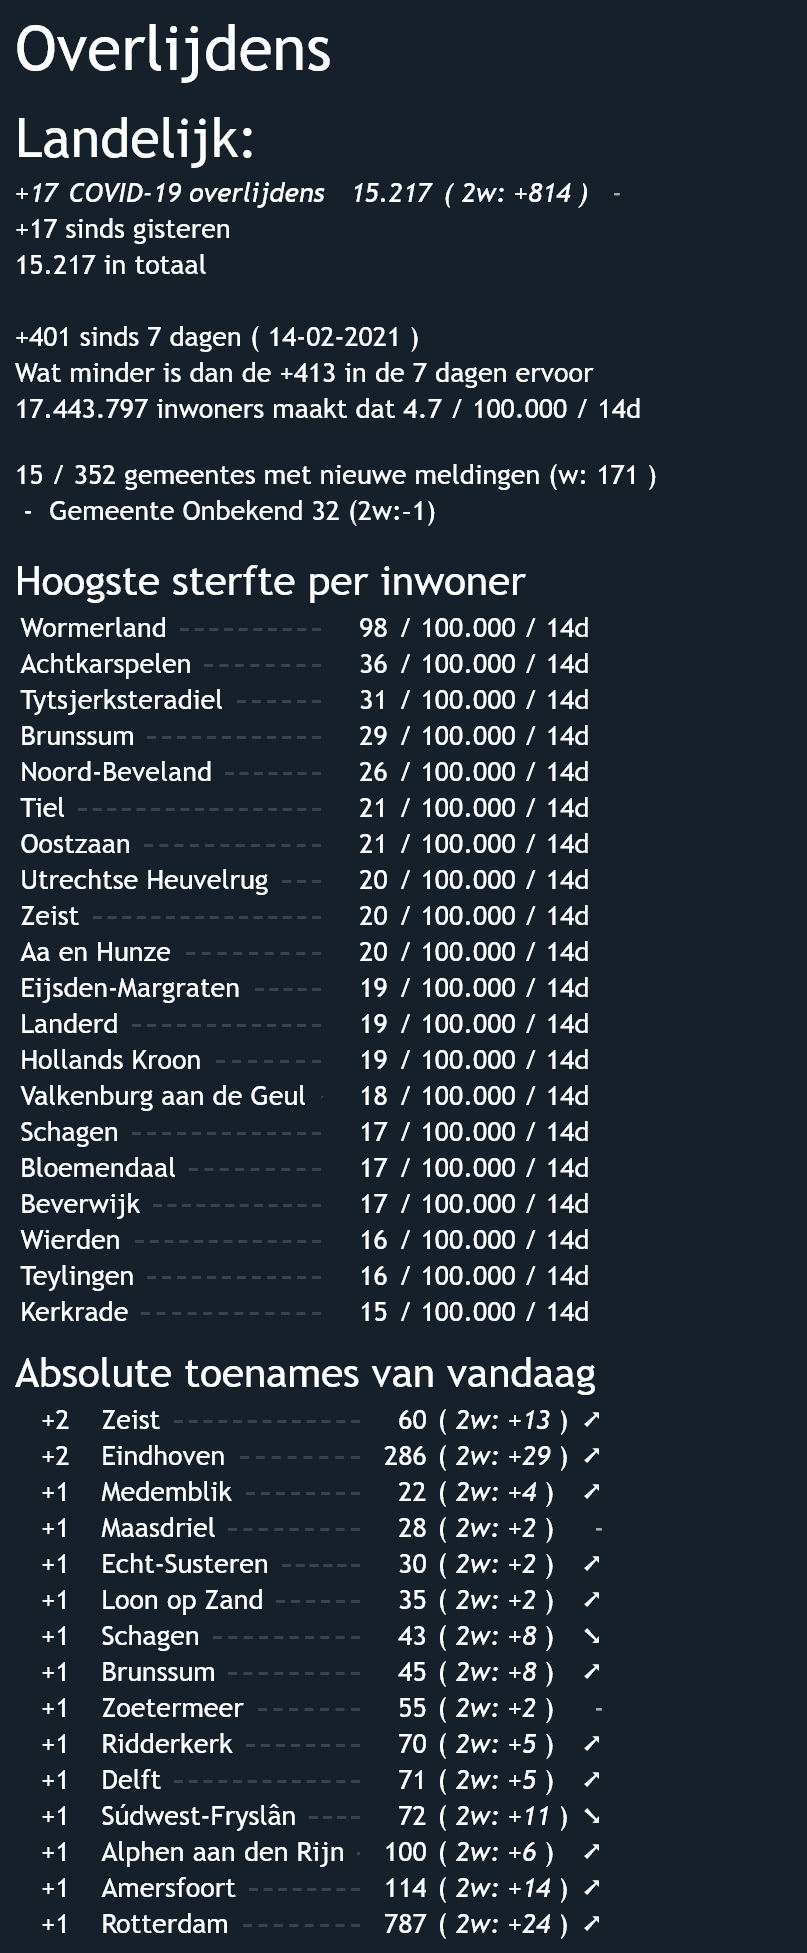 Overlijdens
Landelijk:
+17 COVID-19 overlijdens 15.217 ( 2w: +814 ) -
+17 sinds gisteren
15.217 in totaal
+401 sinds 7 dagen ( 14-02-2021 )
Wat minder is dan de +413 in de 7 dagen ervoor
17.443.797 inwoners maakt dat 4.7 / 100.000 / 14d
15 / 352 gemeentes met nieuwe meldingen (w: 171 )
- Gemeente Onbekend 32 (2w:-1)
Hoogste sterfte per inwoner
Wormerland ---------- 98 / 100.000 / 14d
Achtkarspelen -------- 36 / 100.000 / 14d
Tytsjerksteradiel ------ 31 / 100.000 / 14d
Brunssum ------------ 29 / 100.000 / 14d
Noord-Beveland ------- 26 / 100.000 / 14d
Tiel ----------------- 21 / 100.000 / 14d
Oostzaan ------------ 21 / 100.000 / 14d
Utrechtse Heuvelrug --- 20 / 100.000 / 14d
Zeist ---------------- 20 / 100.000 / 14d
Aa en Hunze ---------- 20 / 100.000 / 14d
Eijsden-Margraten ----- 19 / 100.000 / 14d
Landerd ------------- 19 / 100.000 / 14d
Hollands Kroon -------- 19 / 100.000 / 14d
Valkenburg aan de Geul - 18 / 100.000 / 14d
Schagen ------------- 17 / 100.000 / 14d
Bloemendaal --------- 17 / 100.000 / 14d
Beverwijk ------------ 17 / 100.000 / 14d
Wierden ------------- 16 / 100.000 / 14d
Teylingen ------------ 16 / 100.000 / 14d
Kerkrade ------------- 15 / 100.000 / 14d
Absolute toenames van vandaag
+2 Zeist ------------- 60 ( 2w: +13 ) ➚
+2 Eindhoven --------- 286 ( 2w: +29 ) ➚
+1 Medemblik -------- 22 ( 2w: +4 ) ➚
+1 Maasdriel ---------- 28 ( 2w: +2 ) -
+1 Echt-Susteren ------ 30 ( 2w: +2 ) ➚
+1 Loon op Zand ------ 35 ( 2w: +2 ) ➚
+1 Schagen ----------- 43 ( 2w: +8 ) ➘
+1 Brunssum ---------- 45 ( 2w: +8 ) ➚
+1 Zoetermeer ------- 55 ( 2w: +2 ) -
+1 Ridderkerk -------- 70 ( 2w: +5 ) ➚
+1 Delft ------------- 71 ( 2w: +5 ) ➚
+1 Súdwest-Fryslân ---- 72 ( 2w: +11 ) ➘
+1 Alphen aan den Rijn - 100 ( 2w: +6 ) ➚
+1 Amersfoort -------- 114 ( 2w: +14 ) ➚
+1 Rotterdam --------- 787 ( 2w: +24 ) ➚